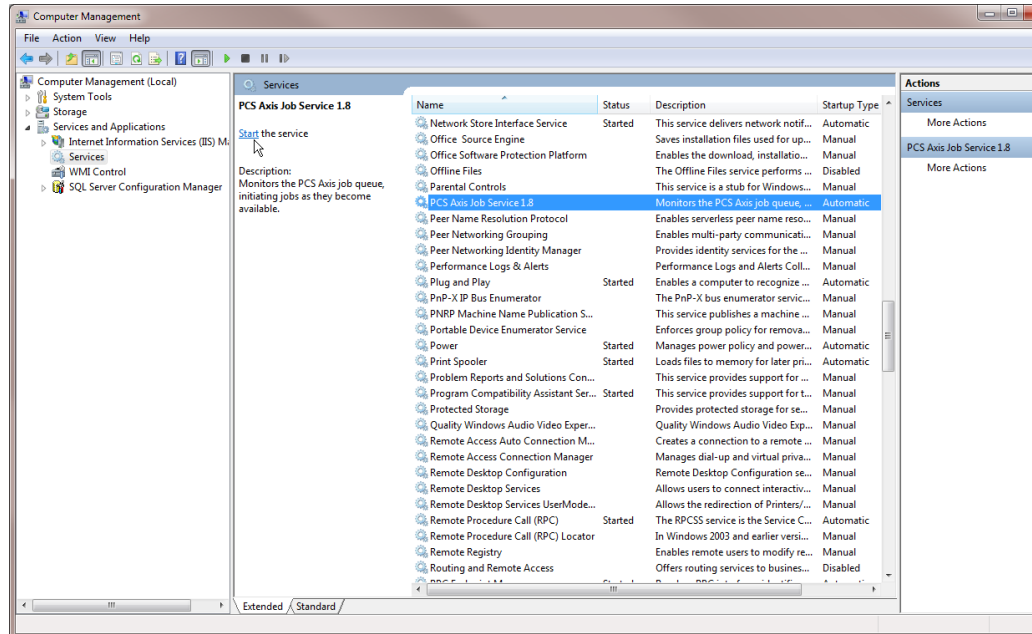 Computer Management
File Action View Help
Computer Management (Local)
System Tools
Storage
Services and Applications
Internet Information Services (IIS) Ma
Services
WMI Control
SQL Server Configuration Manager
Services
PCS Axis Job Service 1.8
Start the service
Description:
Monitors the PCS Axis job queue,
initiating jobs as they become
available.
Name Status Description Startup Type
Network Store Interface Service Started This service delivers network notif... Automatic
Office Source Engine Saves installation files used for up... Manual
Office Software Protection Platform Enables the download, installatio... Manual
Offline Files The Offline Files service performs ... Disabled
Parental Controls This service is a stub for Windows... Manual
PCS Axis Job Service 1.8 Monitors the PCS Axis job queue, ... Automatic
Peer Name Resolution Protocol Enables serverless peer name reso... Manual
Peer Networking Grouping Enables multi-party communicati... Manual
Peer Networking Identity Manager Provides identity services for the ... Manual
Performance Logs & Alerts Performance Logs and Alerts Coll... Manual
Plug and Play Started Enables a computer to recognize ... Automatic
PnP-X IP Bus Enumerator The PnP-X bus enumerator servic... Manual
PNRP Machine Name Publication S... This service publishes a machine ... Manual
Portable Device Enumerator Service Enforces group policy for remova... Manual
Power Started Manages power policy and power... Automatic
Print Spooler Started Loads files to memory for later pri... Automatic
Problem Reports and Solutions Con... This service provides support for ... Manual
Program Compatibility Assistant Ser... Started This service provides support for t... Manual
Protected Storage Provides protected storage for se... Manual
Quality Windows Audio Video Exper... Quality Windows Audio Video Exp... Manual
Remote Access Auto Connection M... Creates a connection to a remote ... Manual
Remote Access Connection Manager Manages dial-up and virtual priva... Manual
Remote Desktop Configuration Remote Desktop Configuration se... Manual
Remote Desktop Services Allows users to connect interactiv... Manual
Remote Desktop Services UserMode... Allows the redirection of Printers/... Manual
Remote Procedure Call (RPC) Started The RPCSS service is the Service C... Automatic
Remote Procedure Call (RPC) Locator In Windows 2003 and earlier versi... Manual
Remote Registry Enables remote users to modify re... Manual
Routing and Remote Access Offers routing services to busines... Disabled
Extended Standard
Actions
Services
More Actions
PCS Axis Job Service 1.8
More Actions